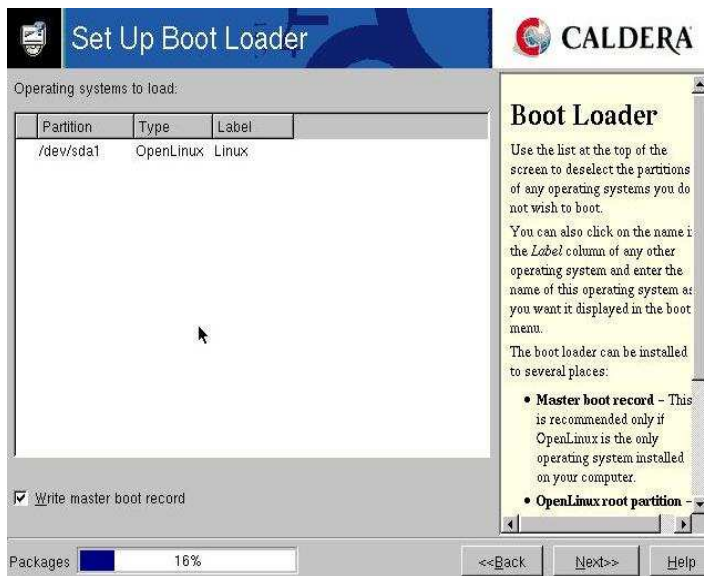 Set Up Boot Loader
CALDERA
Operating systems to load:
Partition Type Label
/dev/sda1 OpenLinux Linux
Write master boot record
Boot Loader
Use the list at the top of the
screen to deselect the partitions
of any operating systems you do
not wish to boot.
You can also click on the name i
the Label column of any other
operating system and enter the
name of this operating system as
you want it displayed in the boot
menu.
The boot loader can be installed
to several places:
• Master boot record - This
is recommended only if
OpenLinux is the only
operating system installed
on your computer.
• OpenLinux root partition -
Packages 16%
<<Back Next>> Help